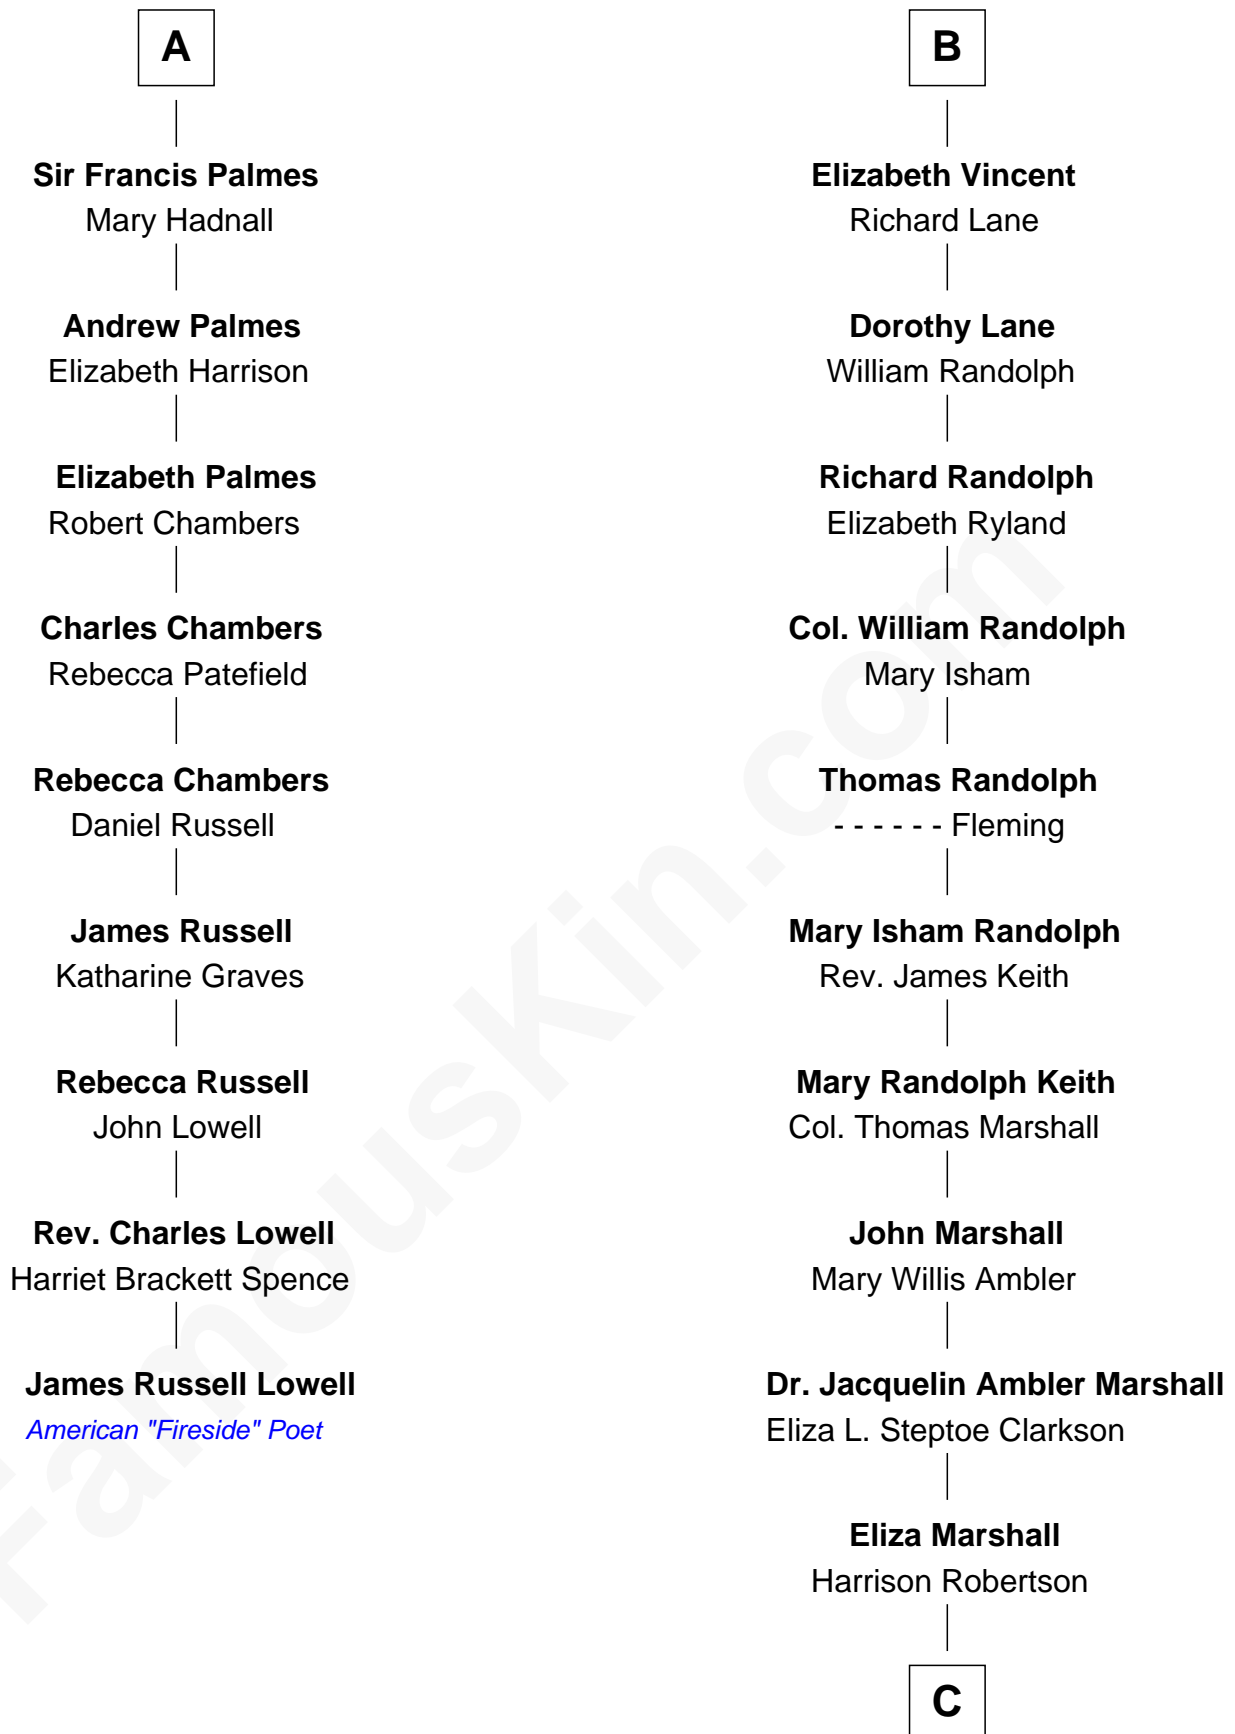 A
Sir Francis Palmes
Mary Hadnall
Andrew Palmes
Elizabeth Harrison
Elizabeth Palmes
Robert Chambers
Charles Chambers
Rebecca Patefield
Rebecca Chambers
Daniel Russell
James Russell
Katharine Graves
Rebecca Russell
John Lowell
Rev. Charles Lowell
Harriet Brackett Spence
James Russell Lowell
American "Fireside" Poet
B
Elizabeth Vincent
Richard Lane
Dorothy Lane
William Randolph
Richard Randolph
Elizabeth Ryland
Col. William Randolph
Mary Isham
Thomas Randolph
- - - - - - Fleming
Mary Isham Randolph
Rev. James Keith
Mary Randolph Keith
Col. Thomas Marshall
John Marshall
Mary Willis Ambler
Dr. Jacquelin Ambler Marshall
Eliza L. Steptoe Clarkson
Eliza Marshall
Harrison Robertson
C
FamousKin.com